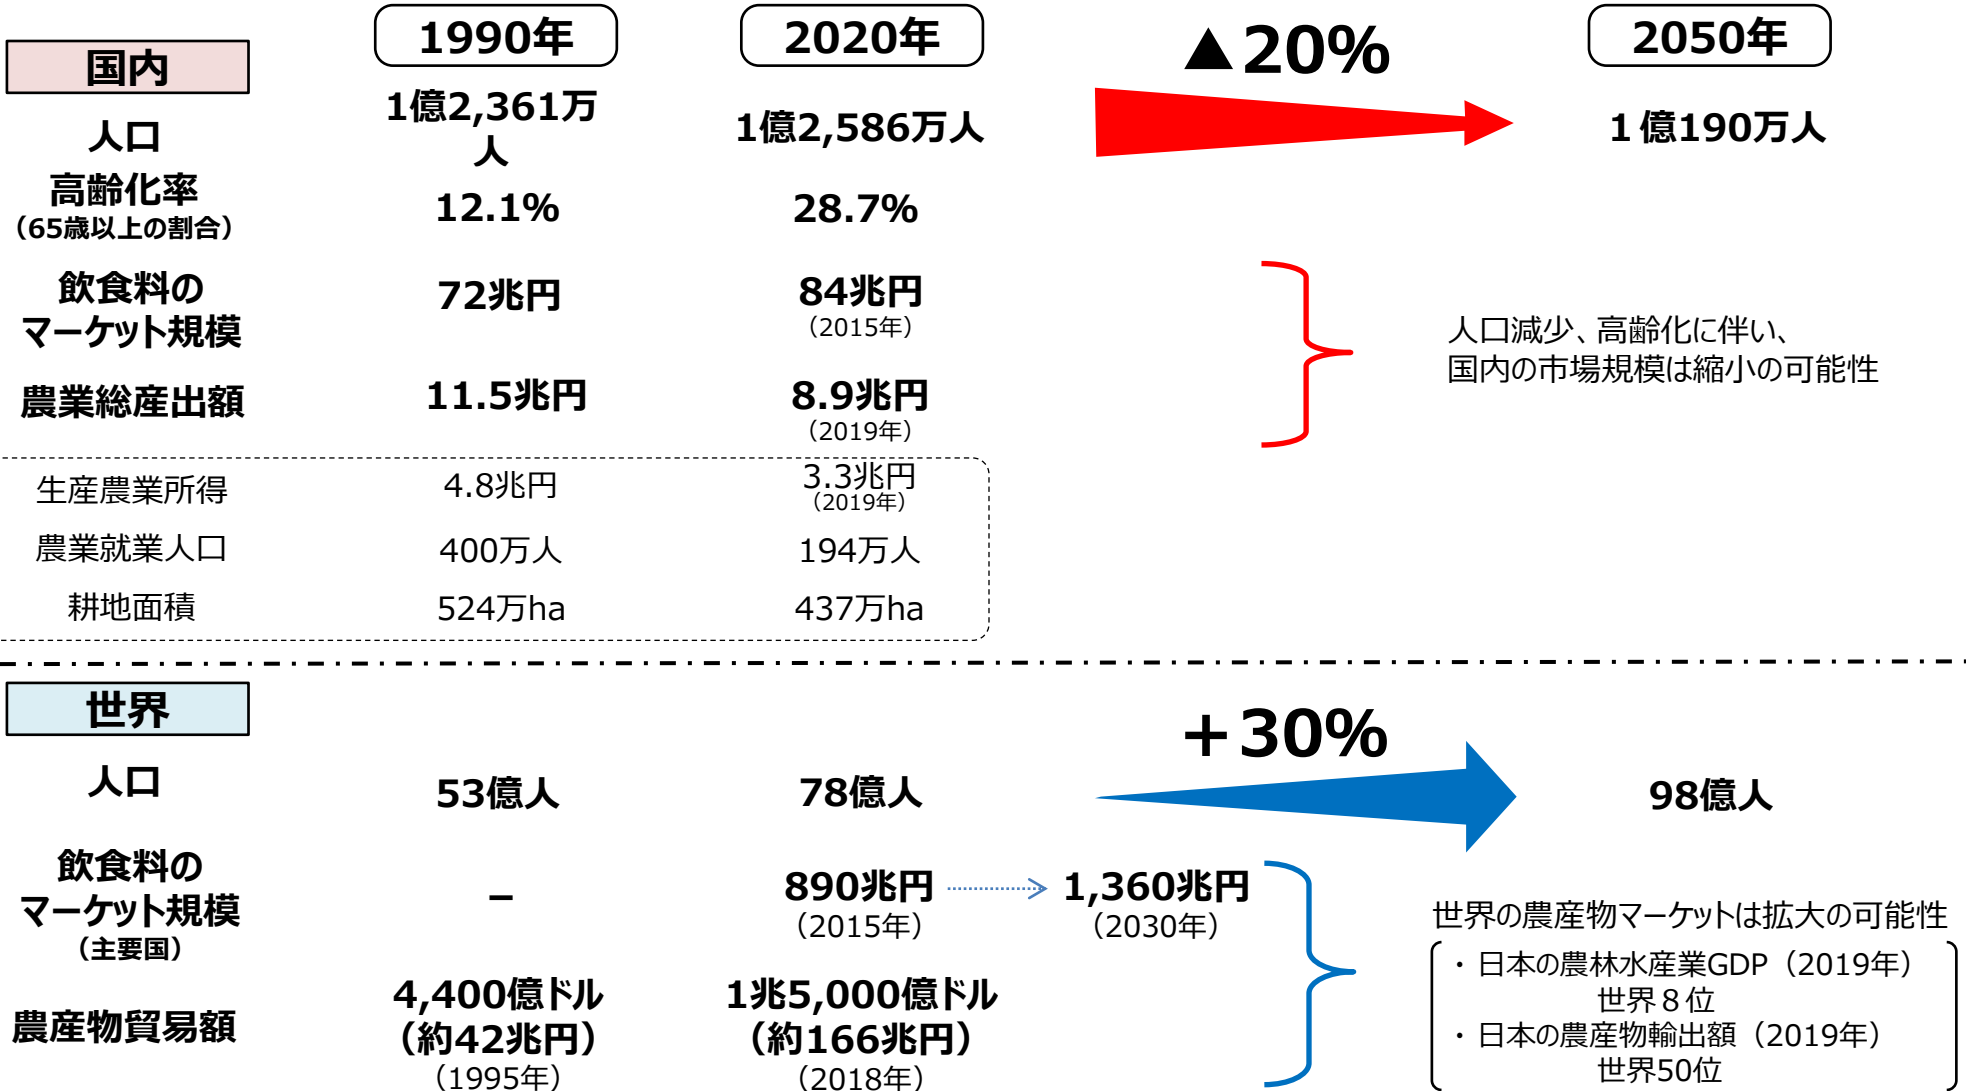 1990年
2020年
▲20%
2050年
国内
人口
1億2,361万
人
1億2,586万人
１億190万人
高齢化率
（65歳以上の割合）
12.1%
28.7%
飲食料の
マーケット規模
72兆円
84兆円
（2015年）
人口減少、高齢化に伴い、
国内の市場規模は縮小の可能性
農業総産出額
11.5兆円
8.9兆円
（2019年）
生産農業所得
4.8兆円
3.3兆円
（2019年）
農業就業人口
400万人
194万人
耕地面積
524万ha
437万ha
世界
＋30%
人口
53億人
78億人
98億人
飲食料の
マーケット規模
（主要国）
–
890兆円
（2015年）
1,360兆円
（2030年）
世界の農産物マーケットは拡大の可能性
・日本の農林水産業GDP（2019年）
世界８位
・日本の農産物輸出額（2019年）
世界50位
農産物貿易額
4,400億ドル
（約42兆円）
（1995年）
1兆5,000億ドル
（約166兆円）
（2018年）